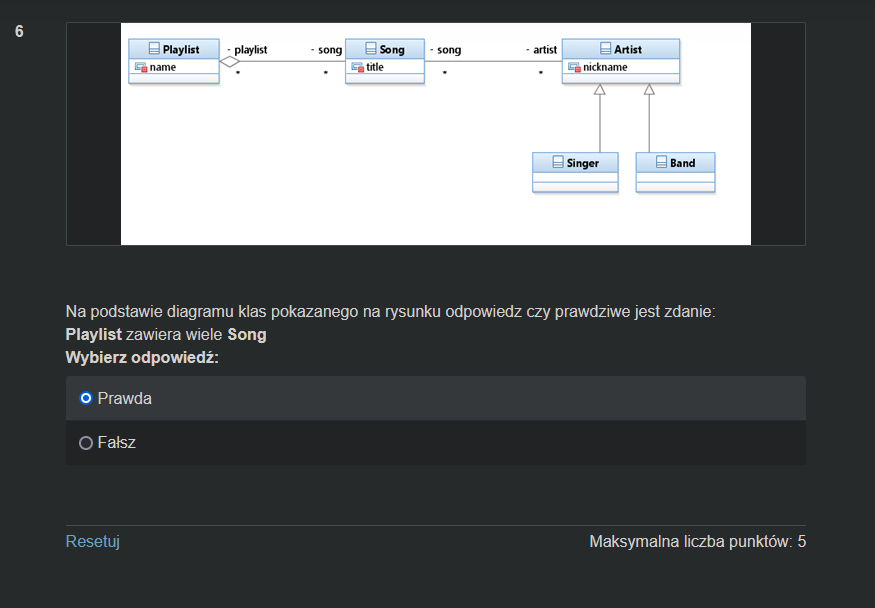 6
Playlist - playlist - song Song - song - artist Artist
name * * title * * nickname
Singer Band
Na podstawie diagramu klas pokazanego na rysunku odpowiedz czy prawdziwe jest zdanie:
Playlist zawiera wiele Song
Wybierz odpowiedź:
Prawda
Fałsz
Resetuj Maksymalna liczba punktów: 5